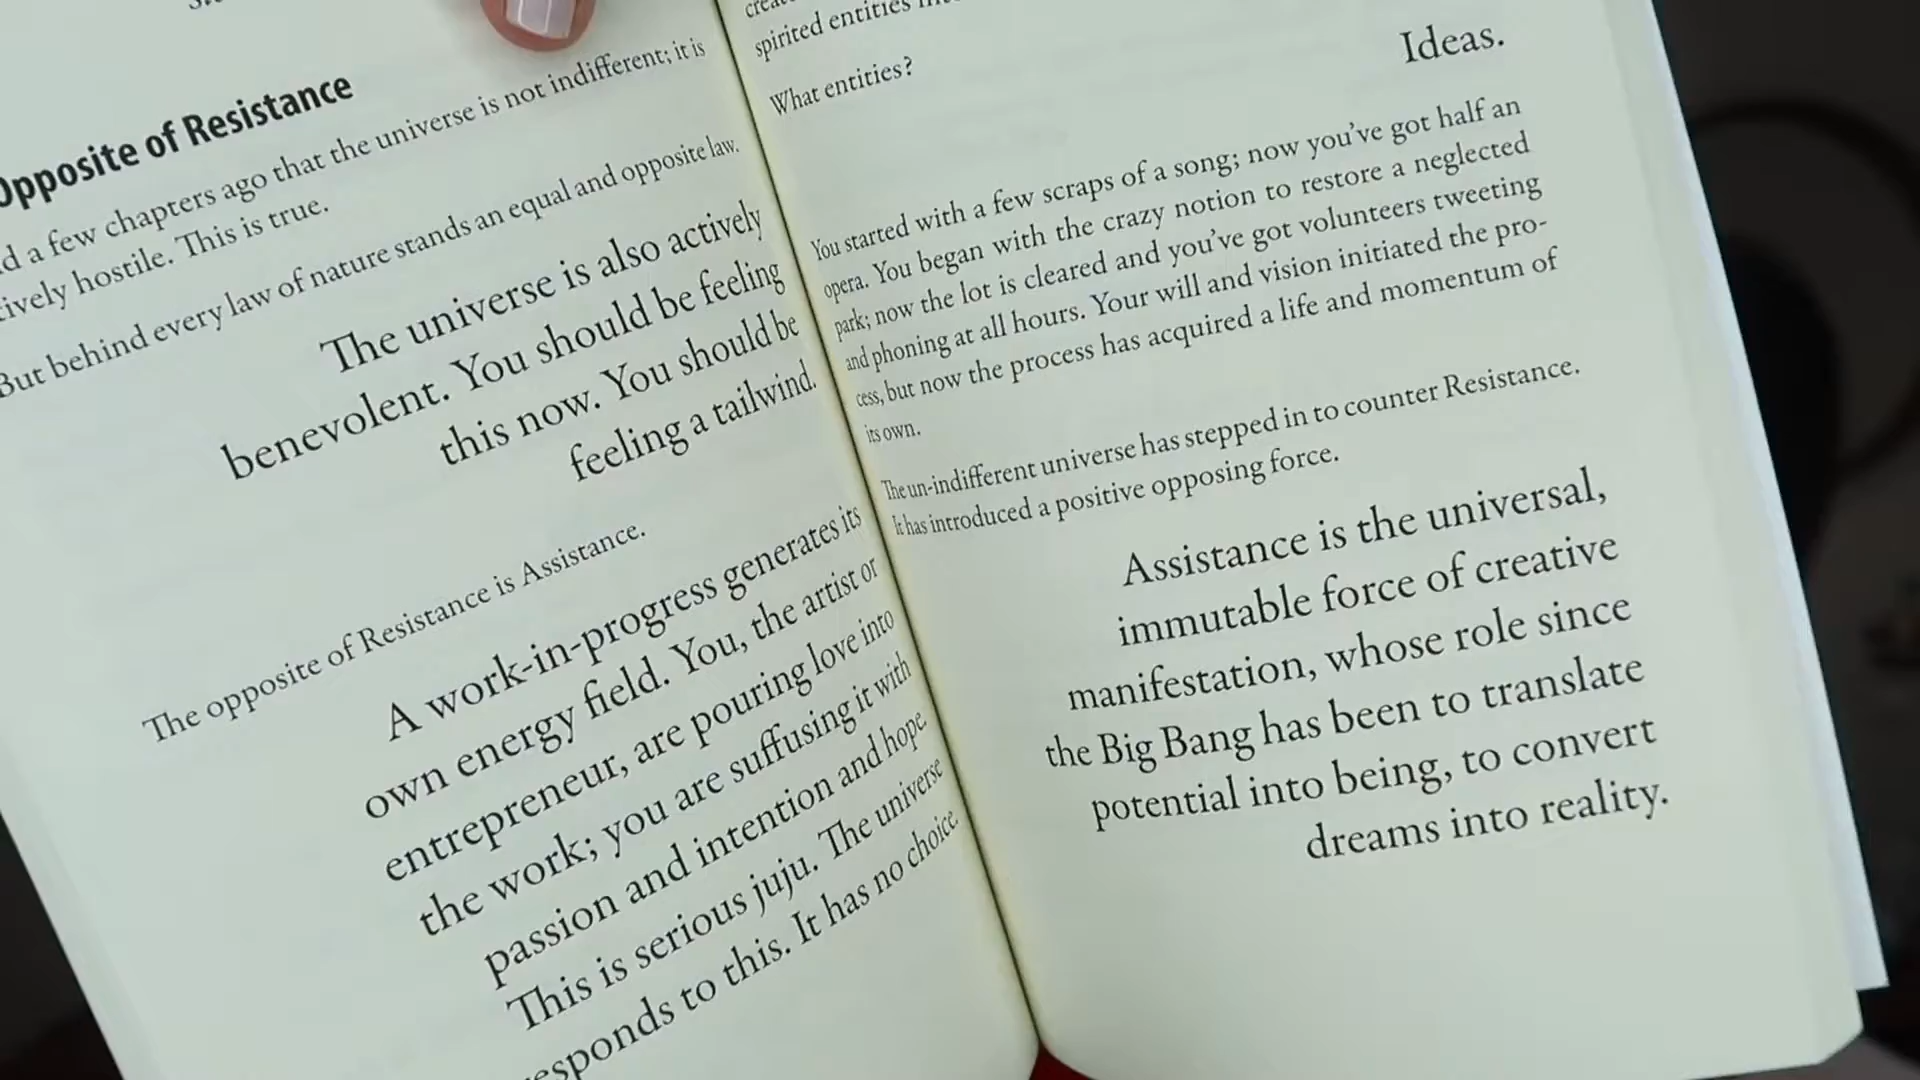 Opposite of Resistance
a few chapters ago that the universe is not indifferent; it is
hostile. This is true.
But behind every law of nature stands an equal and opposite law.
The universe is also actively
benevolent. You should be feeling
this now. You should be
feeling a tailwind.
The opposite of Resistance is Assistance.
A work-in-progress generates its
own energy field. You, the artist or
entrepreneur, are pouring love into
the work; you are suffusing it with
passion and intention and hope.
This is serious juju. The universe
responds to this. It has no choice.
spirited entities
What entities?
Ideas.
You started with a few scraps of a song; now you've got half an
opera. You began with the crazy notion to restore a neglected
park; now the lot is cleared and you've got volunteers tweeting
and phoning at all hours. Your will and vision initiated the pro-
cess, but now the process has acquired a life and momentum of
its own.
The un-indifferent universe has stepped in to counter Resistance.
It has introduced a positive opposing force.
Assistance is the universal,
immutable force of creative
manifestation, whose role since
the Big Bang has been to translate
potential into being, to convert
dreams into reality.